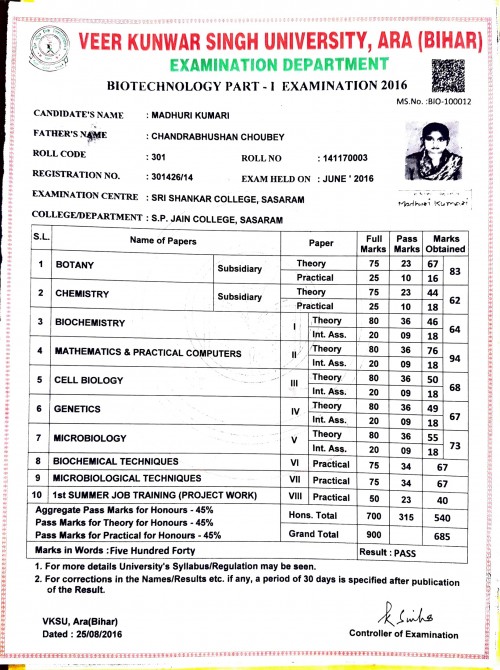 VEER KUNWAR SINGH UNIVERSITY, ARA (BIHAR)
EXAMINATION DEPARTMENT
BIOTECHNOLOGY PART - I EXAMINATION 2016
MS.No. :BIO-100012
CANDIDATE'S NAME : MADHURI KUMARI
FATHER'S NAME : CHANDRABHUSHAN CHOUBEY
ROLL CODE : 301 ROLL NO : 141170003
REGISTRATION NO. : 301426/14 EXAM HELD ON : JUNE ' 2016
EXAMINATION CENTRE : SRI SHANKAR COLLEGE, SASARAM
Madhuri Kumari
COLLEGE/DEPARTMENT : S.P. JAIN COLLEGE, SASARAM
S.L. Name of Papers Paper Full Marks Pass Marks Marks Obtained
1 BOTANY Subsidiary Theory 75 23 67 83
Practical 25 10 16
2 CHEMISTRY Subsidiary Theory 75 23 44 62
Practical 25 10 18
3 BIOCHEMISTRY I Theory 80 36 46 64
Int. Ass. 20 09 18
4 MATHEMATICS & PRACTICAL COMPUTERS II Theory 80 36 76 94
Int. Ass. 20 09 18
5 CELL BIOLOGY III Theory 80 36 50 68
Int. Ass. 20 09 18
6 GENETICS IV Theory 80 36 49 67
Int. Ass. 20 09 18
7 MICROBIOLOGY V Theory 80 36 55 73
Int. Ass. 20 09 18
8 BIOCHEMICAL TECHNIQUES VI Practical 75 34 67
9 MICROBIOLOGICAL TECHNIQUES VII Practical 75 34 67
10 1st SUMMER JOB TRAINING (PROJECT WORK) VIII Practical 50 23 40
Aggregate Pass Marks for Honours - 45% Hons. Total 700 315 540
Pass Marks for Theory for Honours - 45%
Pass Marks for Practical for Honours - 45% Grand Total 900 685
Marks in Words : Five Hundred Forty Result : PASS
1. For more details University's Syllabus/Regulation may be seen.
2. For corrections in the Names/Results etc. if any, a period of 30 days is specified after publication
of the Result.
VKSU, Ara(Bihar)
Dated : 25/08/2016 Controller of Examination